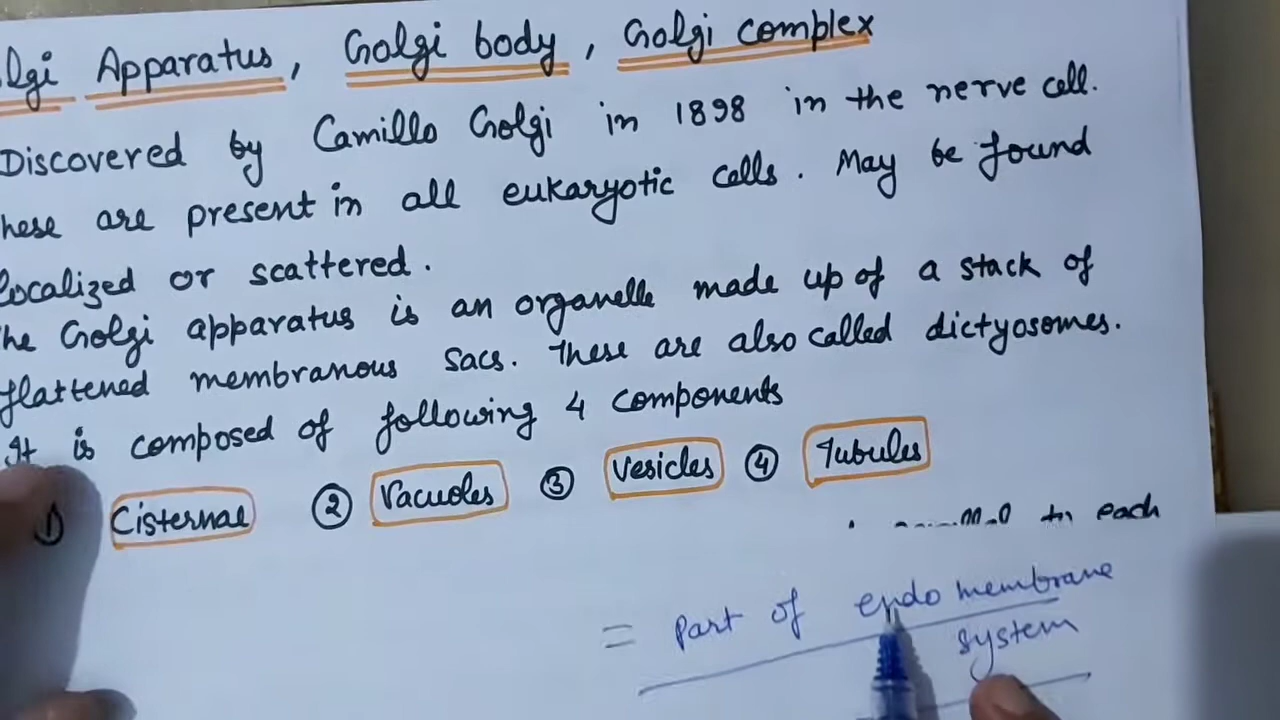 lgi Apparatus, Golgi body, Golgi complex
Discovered by Camillo Golgi in 1898 in the nerve cell.
hese are present in all eukaryotic cells. May be found
localized or scattered.
he Golgi apparatus is an organelle made up of a stack of
flattened membranous sacs. These are also called dictyosomes.
It is composed of following 4 components
1) Cisternae ② Vacuoles ③ Vesicles ④ Tubules
to each
= Part of endo membrane
system